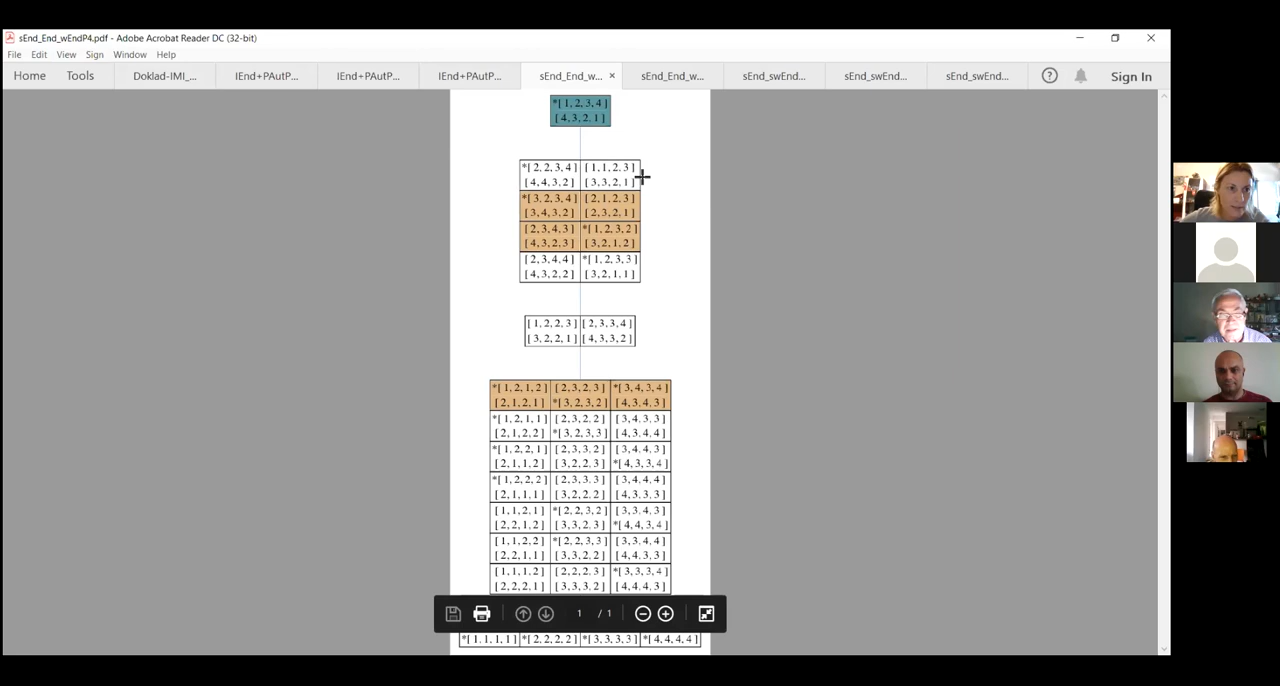 sEnd_End_wEndP4.pdf - Adobe Acrobat Reader DC (32-bit)
File Edit View Sign Window Help
Home Tools Doklad-IMI_... IEnd+PAutP... IEnd+PAutP... IEnd+PAutP... sEnd_End_w... × sEnd_End_w... sEnd_swEnd... sEnd_swEnd... sEnd_swEnd... Sign In
*[ 1, 2, 3, 4 ]
[ 4, 3, 2, 1 ]
*[ 2, 2, 3, 4 ] [ 1, 1, 2, 3 ]
[ 4, 4, 3, 2 ] [ 3, 3, 2, 1 ]
*[ 3, 2, 3, 4 ] [ 2, 1, 2, 3 ]
[ 3, 4, 3, 2 ] [ 2, 3, 2, 1 ]
[ 2, 3, 4, 3 ] *[ 1, 2, 3, 2 ]
[ 4, 3, 2, 3 ] [ 3, 2, 1, 2 ]
[ 2, 3, 4, 4 ] *[ 1, 2, 3, 3 ]
[ 4, 3, 2, 2 ] [ 3, 2, 1, 1 ]
[ 1, 2, 2, 3 ] [ 2, 3, 3, 4 ]
[ 3, 2, 2, 1 ] [ 4, 3, 3, 2 ]
*[ 1, 2, 1, 2 ] [ 2, 3, 2, 3 ] *[ 3, 4, 3, 4 ]
[ 2, 1, 2, 1 ] *[ 3, 2, 3, 2 ] [ 4, 3, 4, 3 ]
*[ 1, 2, 1, 1 ] [ 2, 3, 2, 2 ] [ 3, 4, 3, 3 ]
[ 2, 1, 2, 2 ] *[ 3, 2, 3, 3 ] [ 4, 3, 4, 4 ]
*[ 1, 2, 2, 1 ] [ 2, 3, 3, 2 ] [ 3, 4, 4, 3 ]
[ 2, 1, 1, 2 ] [ 3, 2, 2, 3 ] *[ 4, 3, 3, 4 ]
*[ 1, 2, 2, 2 ] [ 2, 3, 3, 3 ] [ 3, 4, 4, 4 ]
[ 2, 1, 1, 1 ] [ 3, 2, 2, 2 ] [ 4, 3, 3, 3 ]
[ 1, 1, 2, 1 ] *[ 2, 2, 3, 2 ] [ 3, 3, 4, 3 ]
[ 2, 2, 1, 2 ] [ 3, 3, 2, 3 ] *[ 4, 4, 3, 4 ]
[ 1, 1, 2, 2 ] *[ 2, 2, 3, 3 ] [ 3, 3, 4, 4 ]
[ 2, 2, 1, 1 ] [ 3, 3, 2, 2 ] [ 4, 4, 3, 3 ]
[ 1, 1, 1, 2 ] [ 2, 2, 2, 3 ] *[ 3, 3, 3, 4 ]
[ 2, 2, 2, 1 ] [ 3, 3, 3, 2 ] [ 4, 4, 4, 3 ]
1 / 1
*[ 1, 1, 1, 1 ] *[ 2, 2, 2, 2 ] *[ 3, 3, 3, 3 ] *[ 4, 4, 4, 4 ]